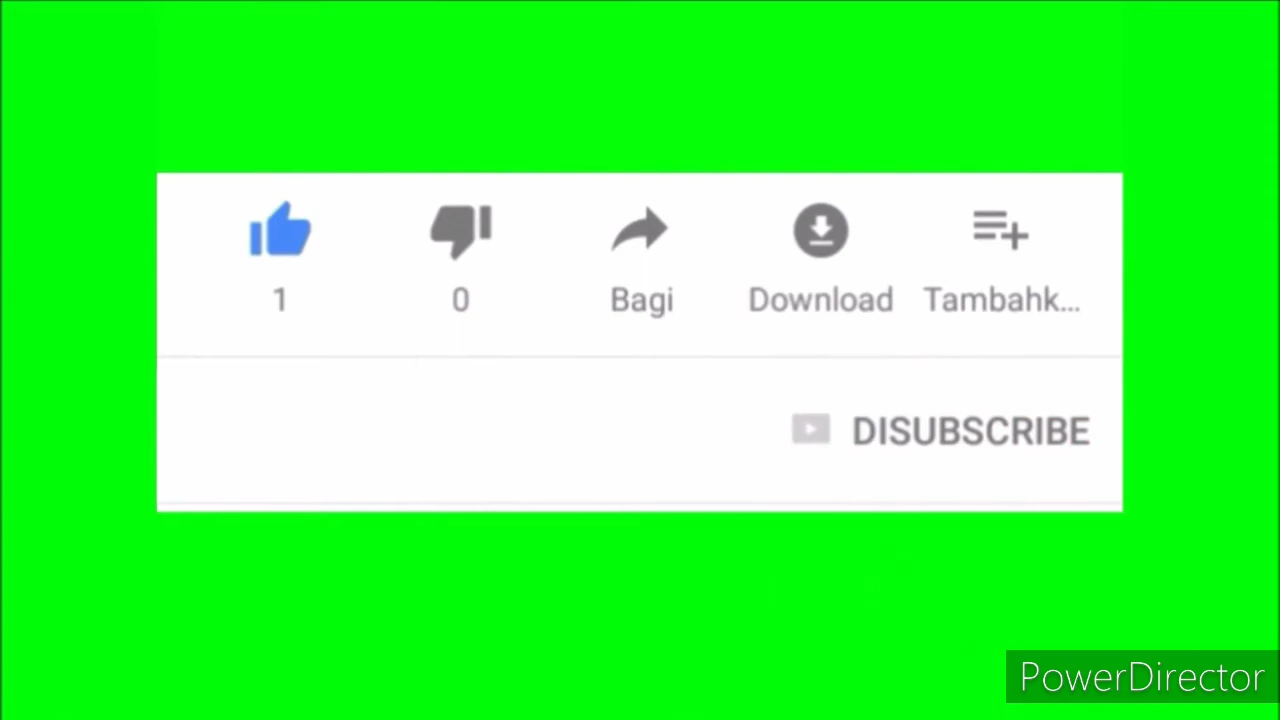 1
0
Bagi
Download
Tambahk...
DISUBSCRIBE
PowerDirector